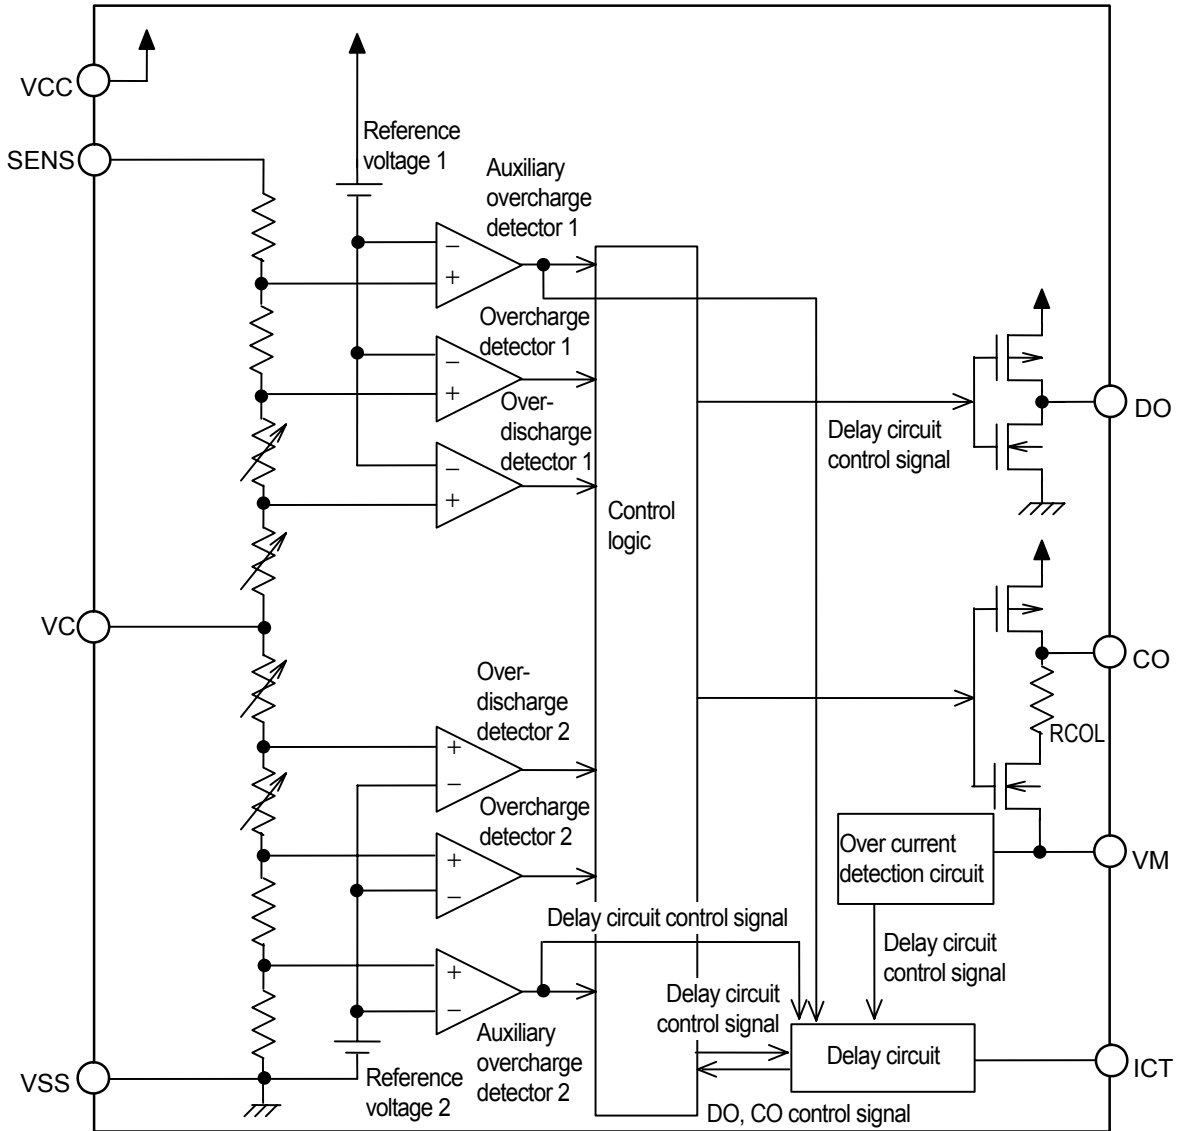 VCC
SENS
Reference
voltage 1
Auxiliary
overcharge
detector 1
−
+
Overcharge
detector 1
−
+
Over-
discharge
detector 1
−
+
Control
logic
Delay circuit
control signal
DO
VC
CO
RCOL
Over-
discharge
detector 2
+
−
Overcharge
detector 2
+
−
Over current
detection circuit
VM
Delay circuit control signal
Delay circuit
control signal
+
−
Delay circuit
control signal
Auxiliary
overcharge
detector 2
Delay circuit
ICT
VSS
Reference
voltage 2
DO, CO control signal